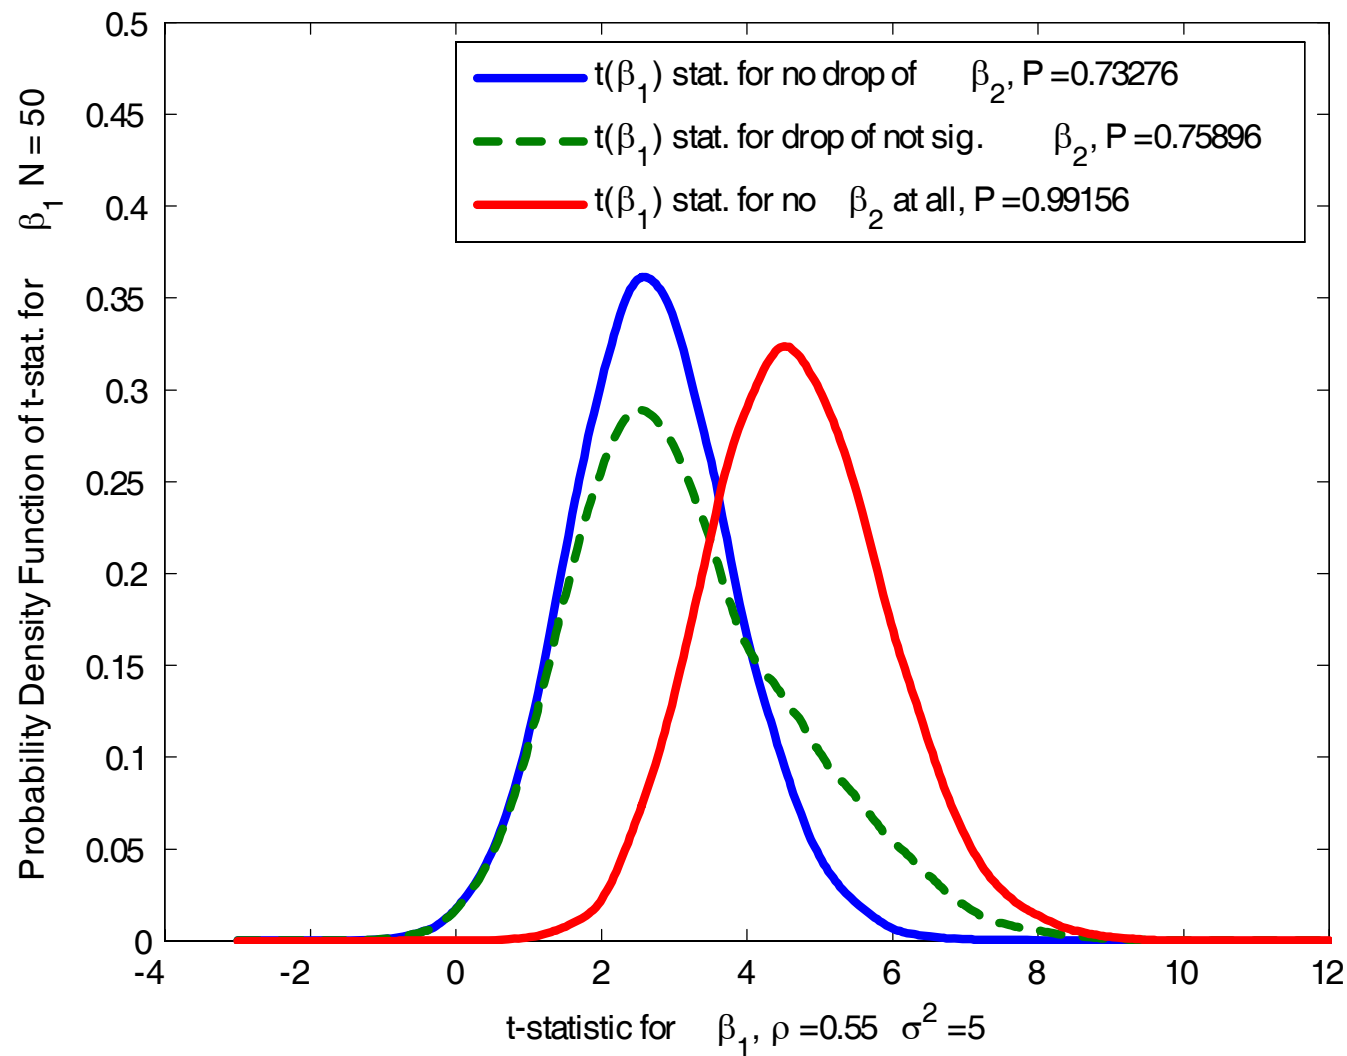 t(β1) stat. for no drop of β2, P =0.73276
t(β1) stat. for drop of not sig. β2, P =0.75896
t(β1) stat. for no β2 at all, P =0.99156
Probability Density Function of t-stat. for β1 N = 50
0.5
0.45
0.4
0.35
0.3
0.25
0.2
0.15
0.1
0.05
0
-4 -2 0 2 4 6 8 10 12
t-statistic for β1, ρ =0.55 σ² =5